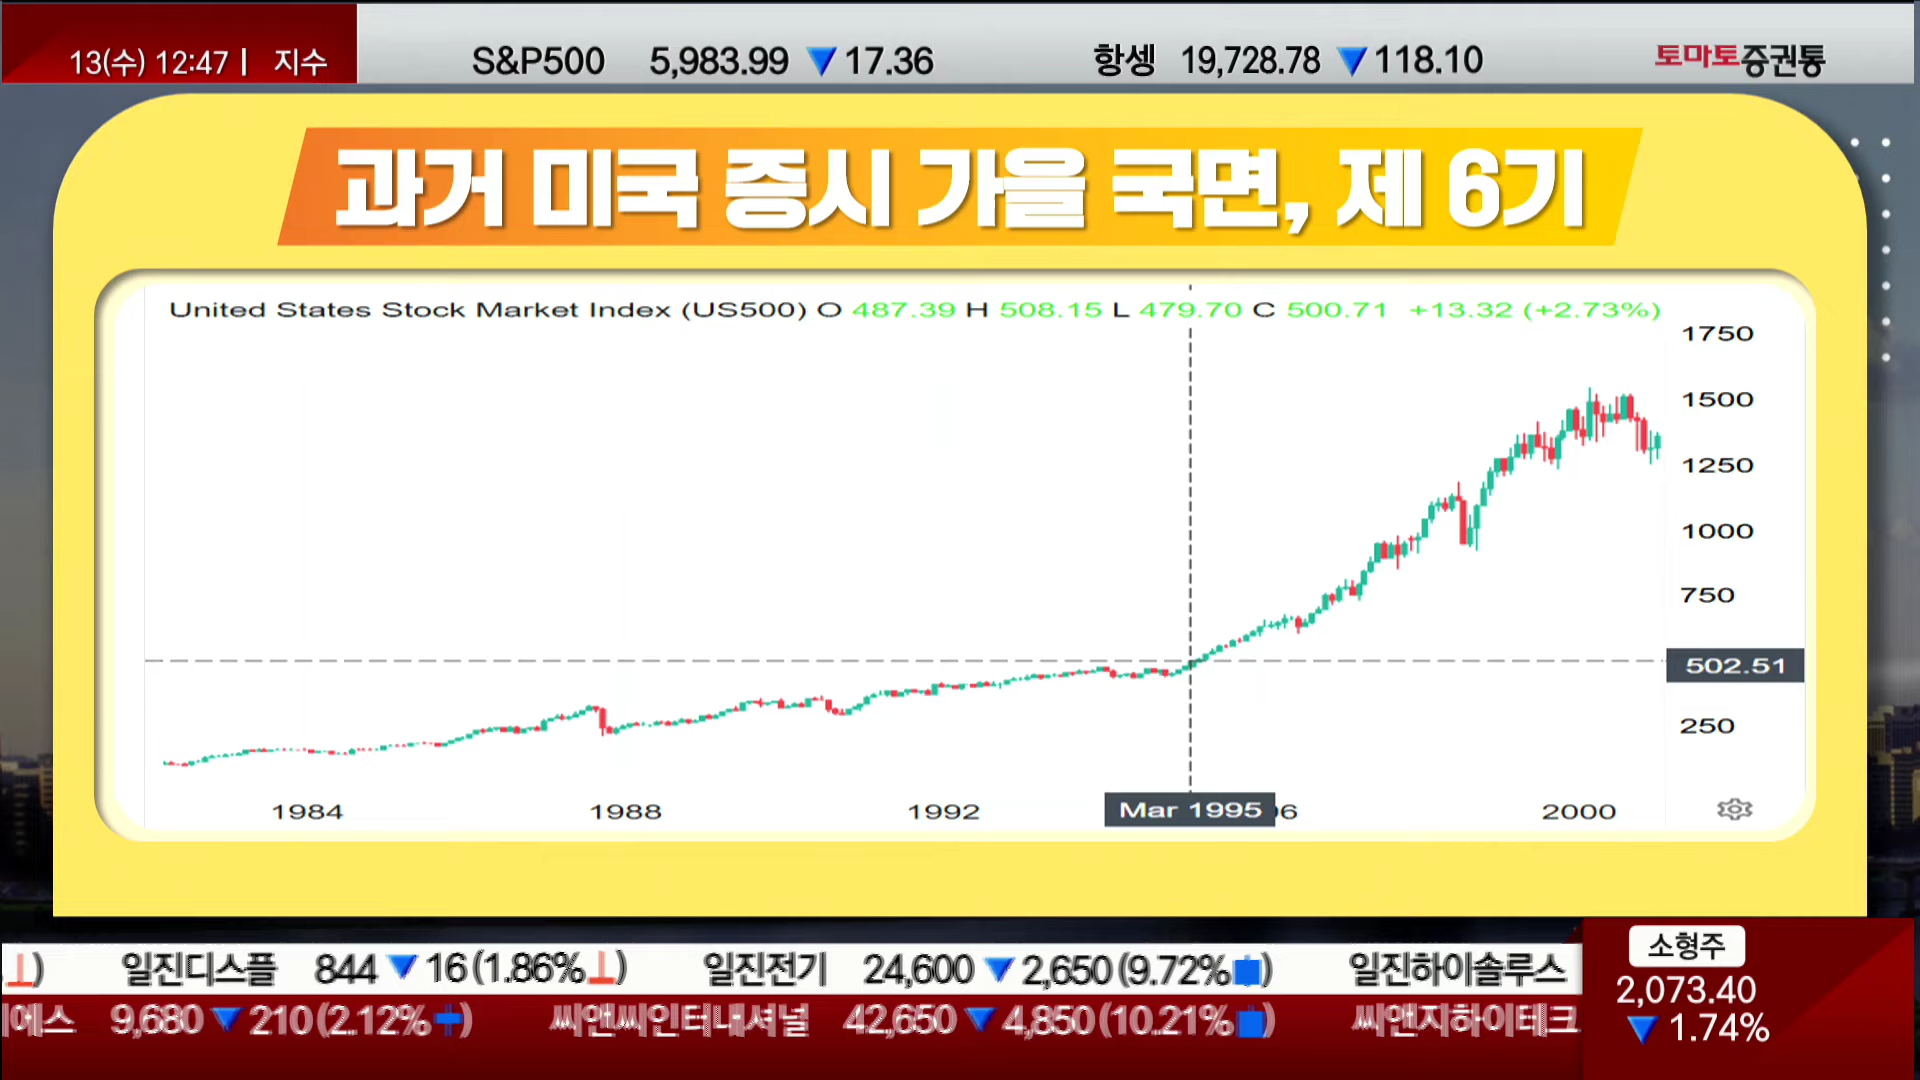 13(수) 12:47 | 지수 S&P500 5,983.99 ▼17.36 항셍 19,728.78 ▼118.10 토마토증권통
과거 미국 증시 가을 국면, 제 6기
United States Stock Market Index (US500) O 487.39 H 508.15 L 479.70 C 500.71 +13.32 (+2.73%)
1750
1500
1250
1000
750
502.51
250
1984 1988 1992 Mar 1995 2000
일진디스플 844 ▼16(1.86%⊥) 일진전기 24,600 ▼2,650(9.72%■) 일진하이솔루스
9,680 ▼210(2.12%+) 씨앤씨인터내셔널 42,650 ▼4,850(10.21%■) 씨앤지하이테크
소형주
2,073.40
▼1.74%